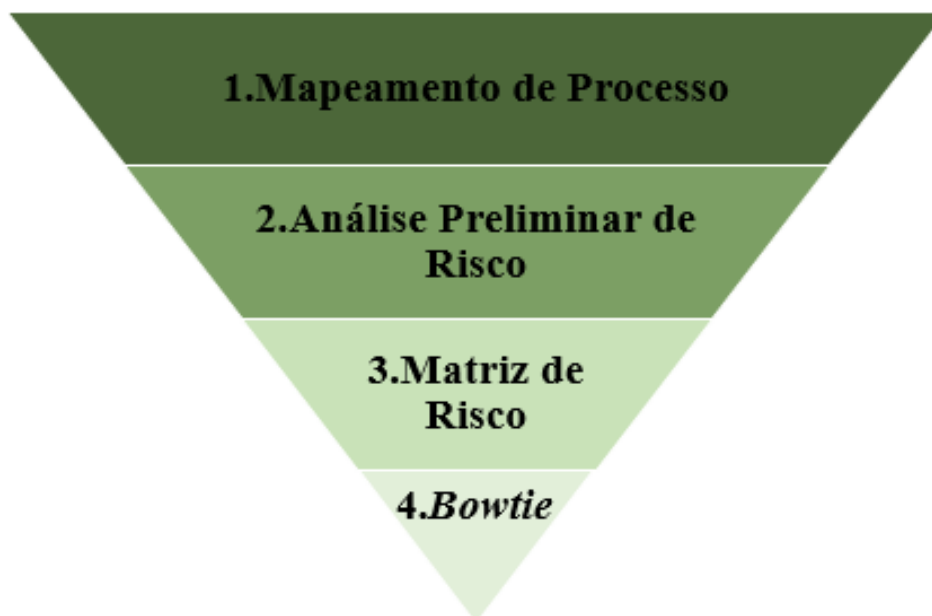 1.Mapeamento de Processo
2.Análise Preliminar de
Risco
3.Matriz de
Risco
4.Bowtie